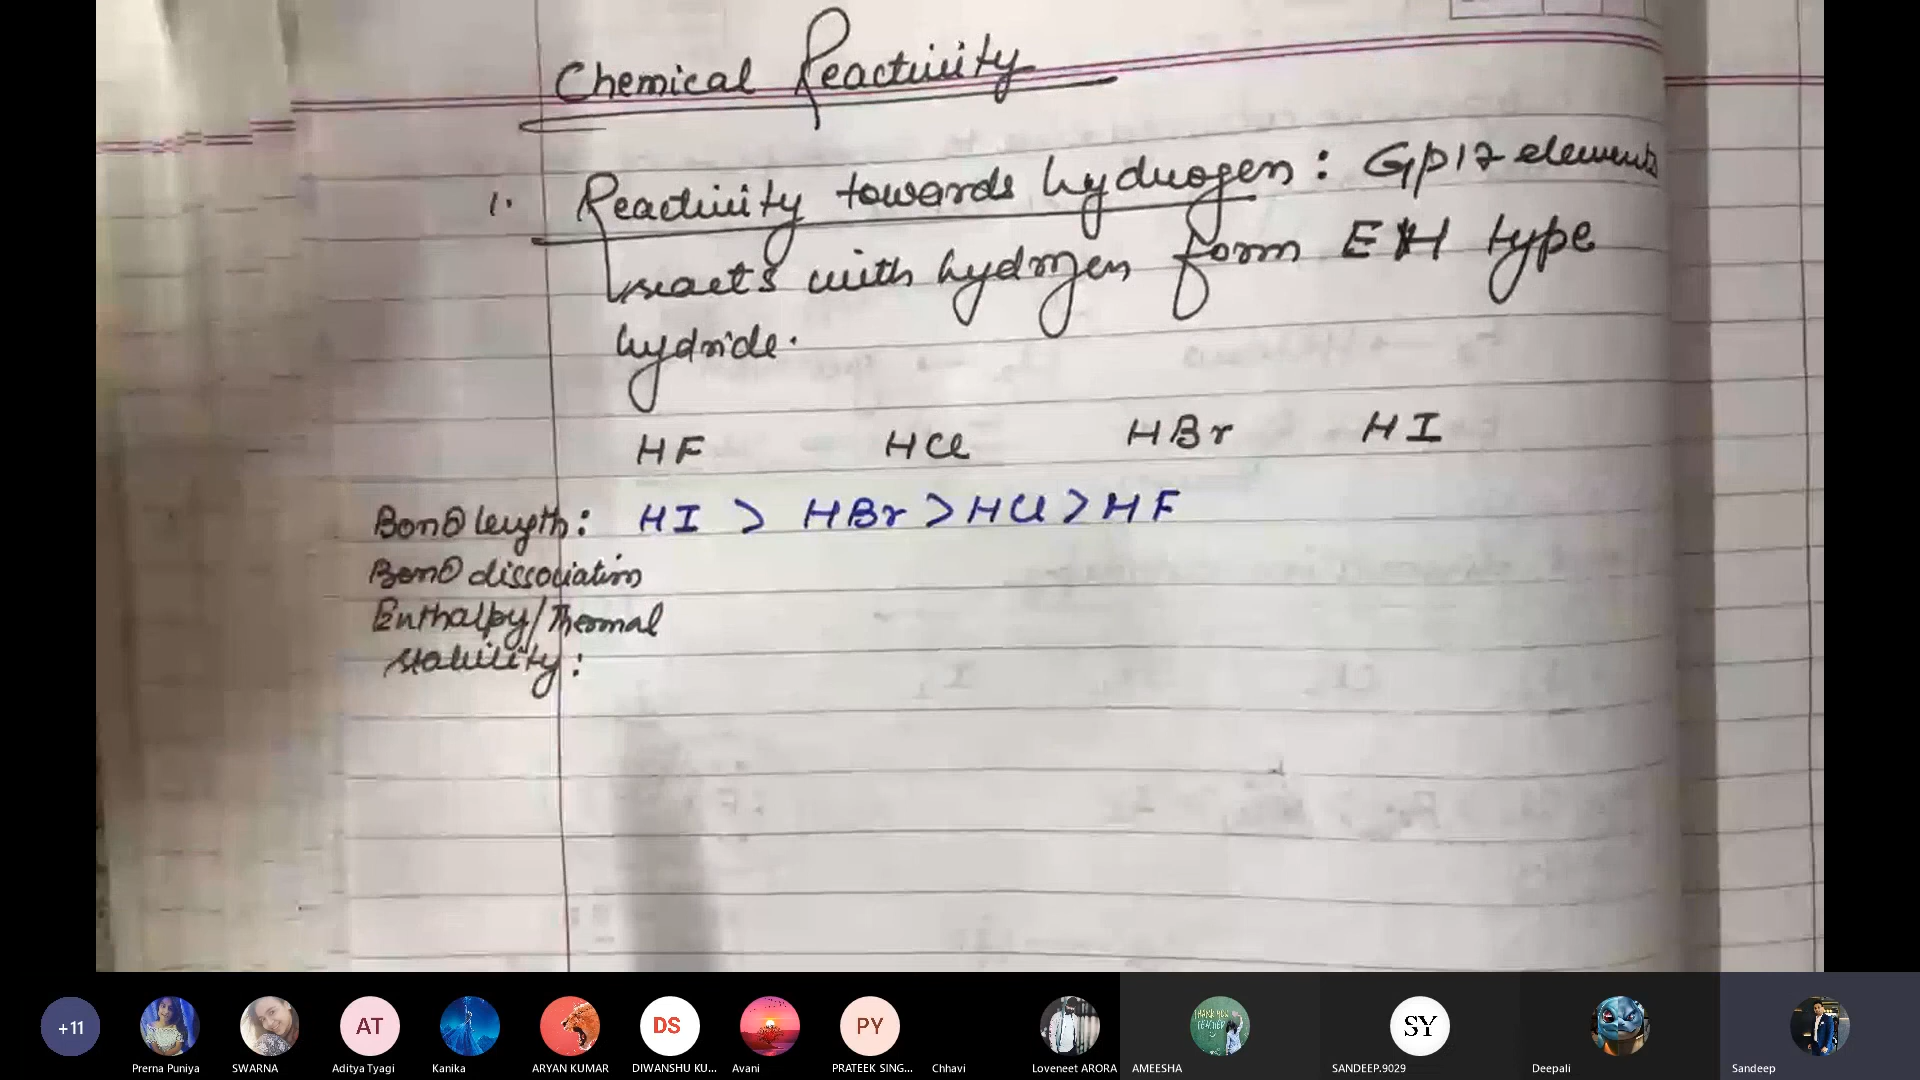 Chemical Reactivity
1. Reactivity towards hydrogen: Gp17 elements
reacts with hydrogen form EH type
hydride.
HF HCl HBr HI
Bond length: HI > HBr > HCl > HF
Bond dissociation
Enthalpy/Thermal
stability:
+11 AT DS PY SY
Prerna Puniya SWARNA Aditya Tyagi Kanika ARYAN KUMAR DIWANSHU KU... Avani PRATEEK SING... Chhavi Loveneet ARORA AMEESHA SANDEEP.9029 Deepali Sandeep